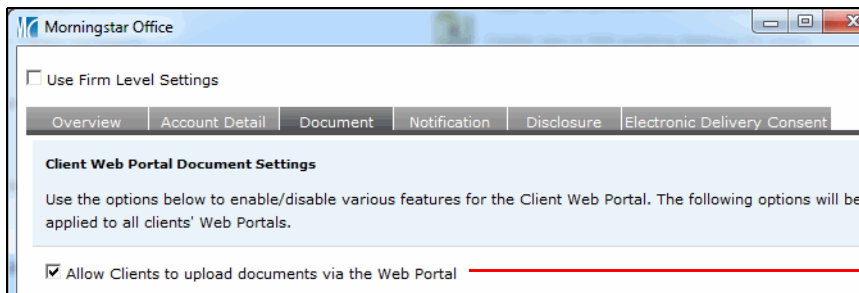 Morningstar Office
Use Firm Level Settings
Overview Account Detail Document Notification Disclosure Electronic Delivery Consent
Client Web Portal Document Settings
Use the options below to enable/disable various features for the Client Web Portal. The following options will be
applied to all clients' Web Portals.
Allow Clients to upload documents via the Web Portal